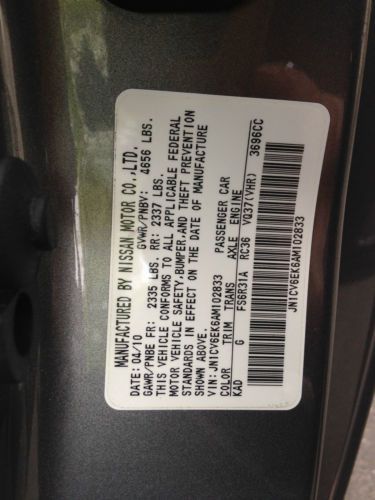 MANUFACTURED BY NISSAN MOTOR CO.,LTD.
DATE: 04/10 GVWR/PNBV: 4656 LBS.
GAWR/PNBE FR: 2335 LBS. RR: 2337 LBS.
THIS VEHICLE CONFORMS TO ALL APPLICABLE FEDERAL
MOTOR VEHICLE SAFETY,BUMPER,AND THEFT PREVENTION
STANDARDS IN EFFECT ON THE DATE OF MANUFACTURE
SHOWN ABOVE.
VIN:JN1CV6EK6AM102833 PASSENGER CAR
COLOR TRIM TRANS AXLE ENGINE
KAD G FS6R31A RC36 VQ37(VHR) 3696CC
JN1CV6EK6AM102833